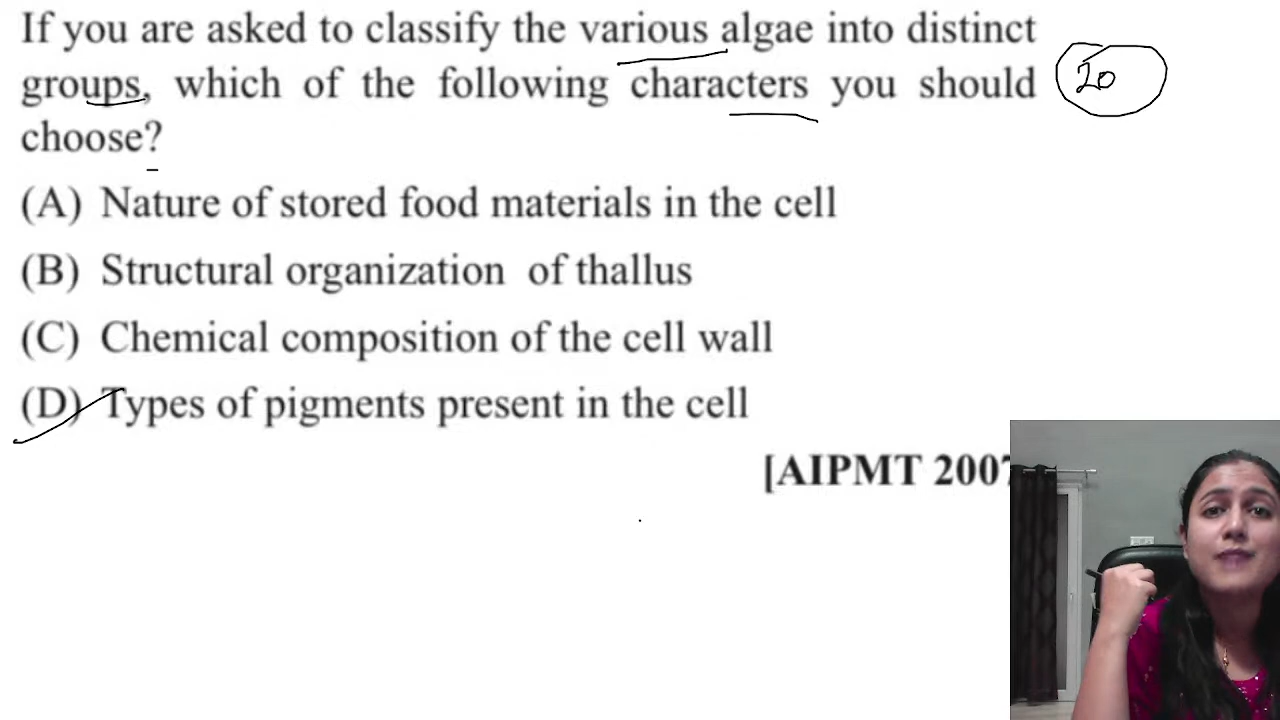 If you are asked to classify the various algae into distinct
groups, which of the following characters you should
choose?
20
(A) Nature of stored food materials in the cell
(B) Structural organization of thallus
(C) Chemical composition of the cell wall
(D) Types of pigments present in the cell
[AIPMT 2007